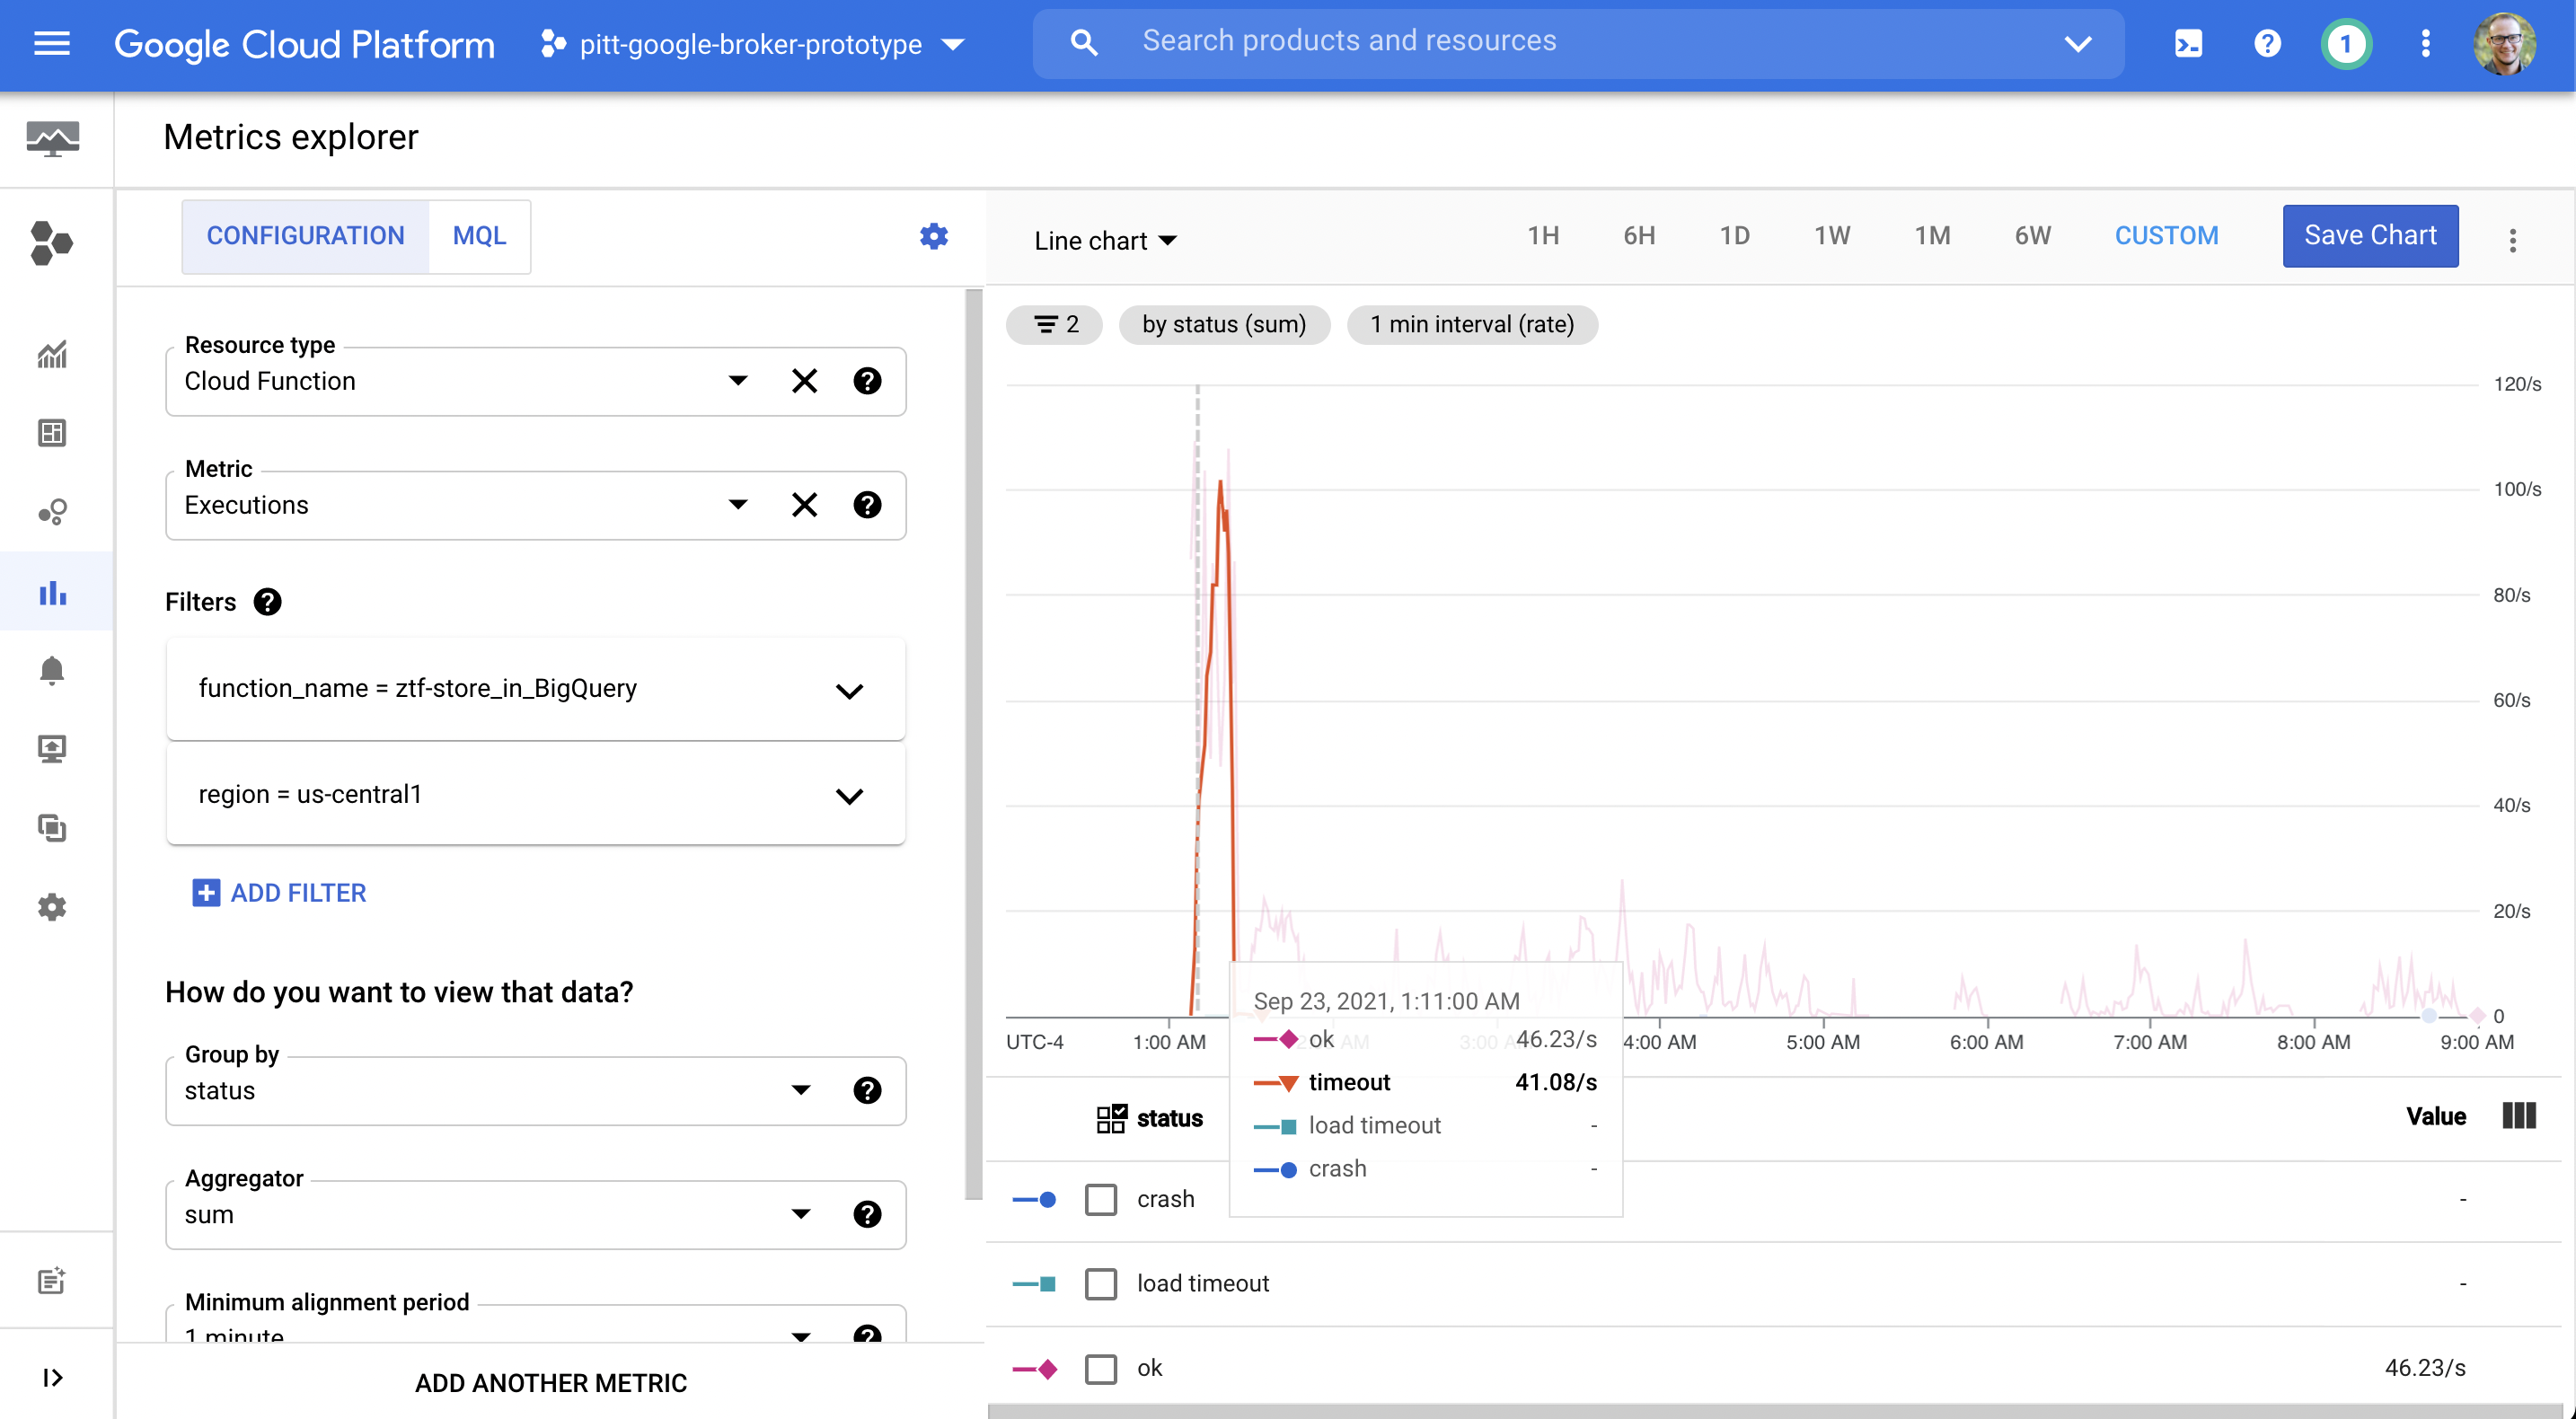 Google Cloud Platform
pitt-google-broker-prototype
Search products and resources
1
Metrics explorer
CONFIGURATION
MQL
Line chart
1H
6H
1D
1W
1M
6W
CUSTOM
Save Chart
2
by status (sum)
1 min interval (rate)
Resource type
Cloud Function
Metric
Executions
Filters
function_name = ztf-store_in_BigQuery
region = us-central1
ADD FILTER
How do you want to view that data?
Group by
status
Aggregator
sum
Minimum alignment period
1 minute
ADD ANOTHER METRIC
120/s
100/s
80/s
60/s
40/s
20/s
0
UTC-4
1:00 AM
2:00 AM
3:00 AM
4:00 AM
5:00 AM
6:00 AM
7:00 AM
8:00 AM
9:00 AM
Sep 23, 2021, 1:11:00 AM
ok 46.23/s
timeout 41.08/s
load timeout -
crash -
status
Value
crash -
load timeout -
ok 46.23/s